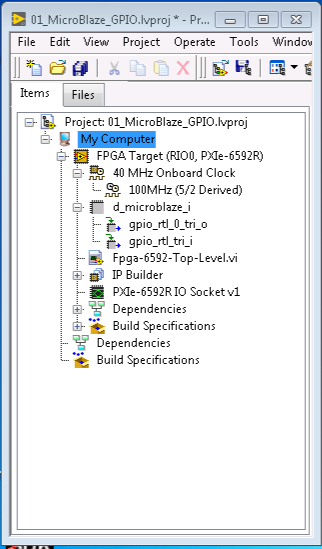 01_MicroBlaze_GPIO.lvproj * - Pr...
File Edit View Project Operate Tools Window
Items Files
Project: 01_MicroBlaze_GPIO.lvproj
My Computer
FPGA Target (RIO0, PXIe-6592R)
40 MHz Onboard Clock
100MHz (5/2 Derived)
d_microblaze_i
gpio_rtl_0_tri_o
gpio_rtl_tri_i
Fpga-6592-Top-Level.vi
IP Builder
PXIe-6592R IO Socket v1
Dependencies
Build Specifications
Dependencies
Build Specifications